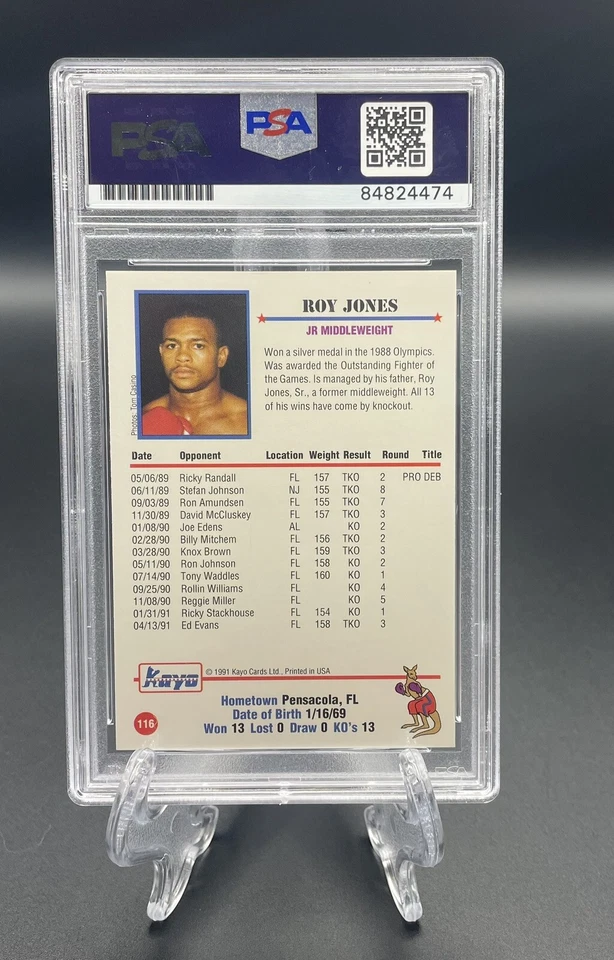 PSA
PSA
84824474
ROY JONES
JR MIDDLEWEIGHT
Won a silver medal in the 1988 Olympics.
Was awarded the Outstanding Fighter of
the Games. Is managed by his father, Roy
Jones, Sr., a former middleweight. All 13
of his wins have come by knockout.
Photos: Tom Casino
Date Opponent Location Weight Result Round Title
05/06/89 Ricky Randall FL 157 TKO 2 PRO DEB
06/11/89 Stefan Johnson NJ 155 TKO 8
09/03/89 Ron Amundsen FL 155 TKO 7
11/30/89 David McCluskey FL 157 TKO 3
01/08/90 Joe Edens AL KO 2
02/28/90 Billy Mitchem FL 156 TKO 2
03/28/90 Knox Brown FL 159 TKO 3
05/11/90 Ron Johnson FL 158 KO 2
07/14/90 Tony Waddles FL 160 KO 1
09/25/90 Rollin Williams FL KO 4
11/08/90 Reggie Miller FL KO 5
01/31/91 Ricky Stackhouse FL 154 KO 1
04/13/91 Ed Evans FL 158 TKO 3
Kayo
© 1991 Kayo Cards Ltd., Printed in USA
Hometown Pensacola, FL
Date of Birth 1/16/69
116
Won 13 Lost 0 Draw 0 KO's 13